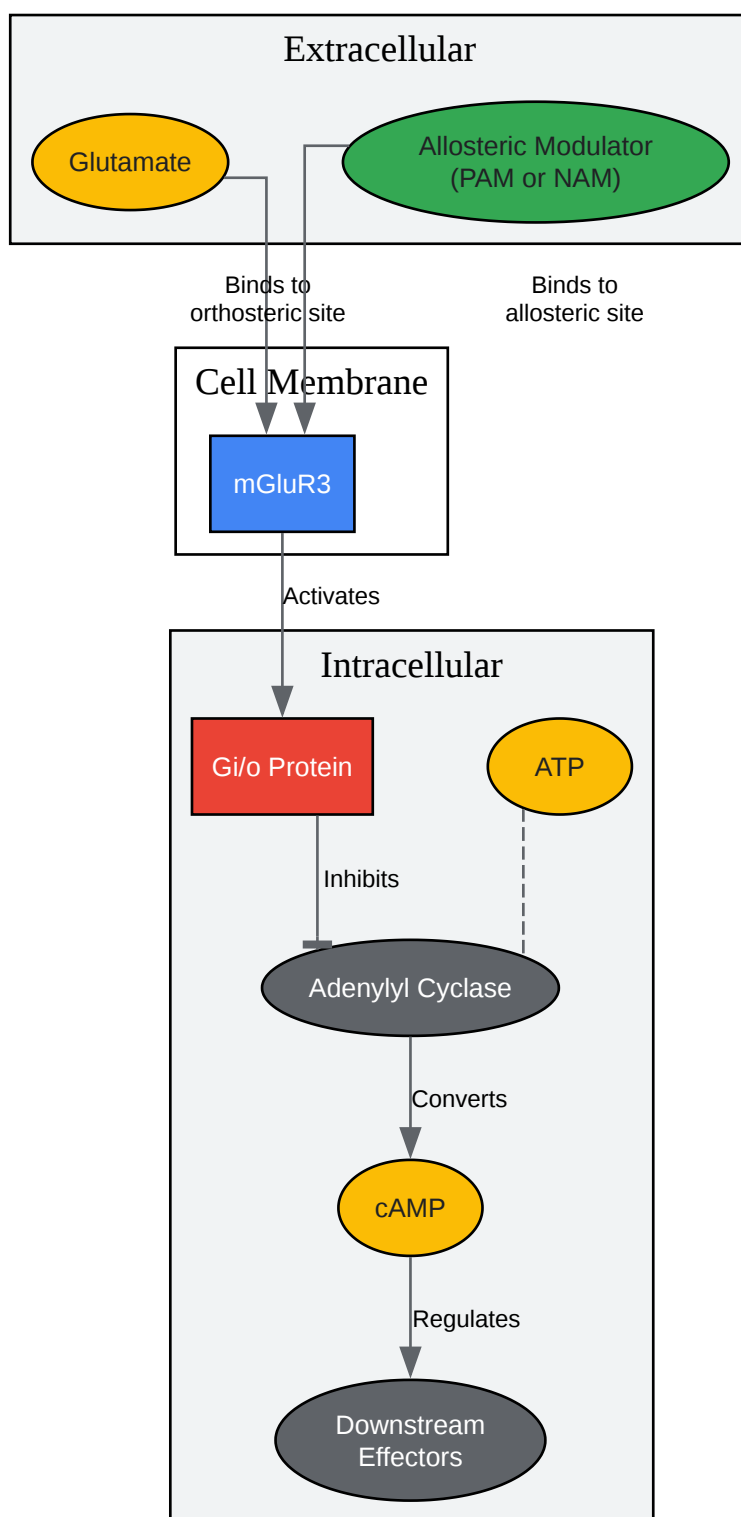 Extracellular
Glutamate
Allosteric Modulator
(PAM or NAM)
Binds to
orthosteric site
Binds to
allosteric site
Cell Membrane
mGluR3
Activates
Intracellular
Gi/o Protein
ATP
Inhibits
Adenylyl Cyclase
Converts
cAMP
Regulates
Downstream
Effectors